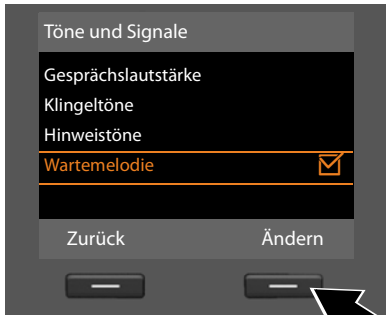 Töne und Signale
Gesprächslautstärke
Klingeltöne
Hinweistöne
Wartemelodie
Zurück Ändern